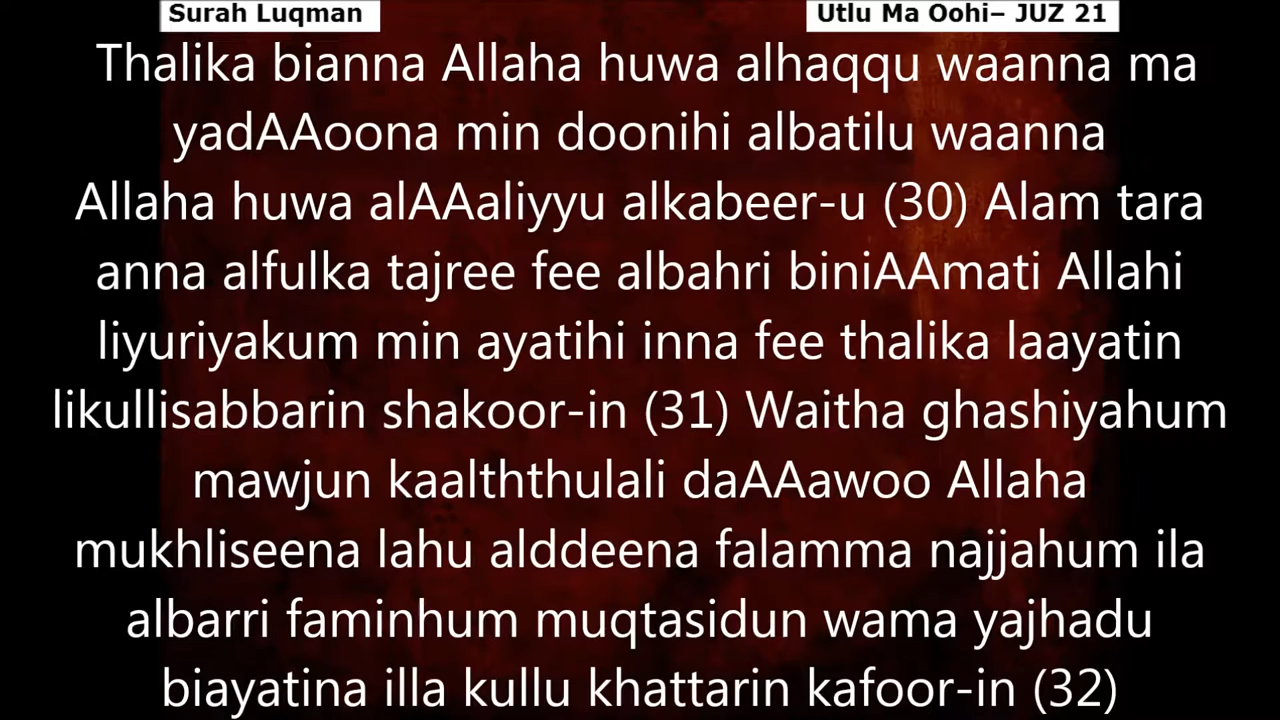 Surah Luqman
Utlu Ma Oohi– JUZ 21
Thalika bianna Allaha huwa alhaqqu waanna ma
yadAAoona min doonihi albatilu waanna
Allaha huwa alAAaliyyu alkabeer-u (30) Alam tara
anna alfulka tajree fee albahri biniAAmati Allahi
liyuriyakum min ayatihi inna fee thalika laayatin
likullisabbarin shakoor-in (31) Waitha ghashiyahum
mawjun kaalththulali daAAawoo Allaha
mukhliseena lahu alddeena falamma najjahum ila
albarri faminhum muqtasidun wama yajhadu
biayatina illa kullu khattarin kafoor-in (32)